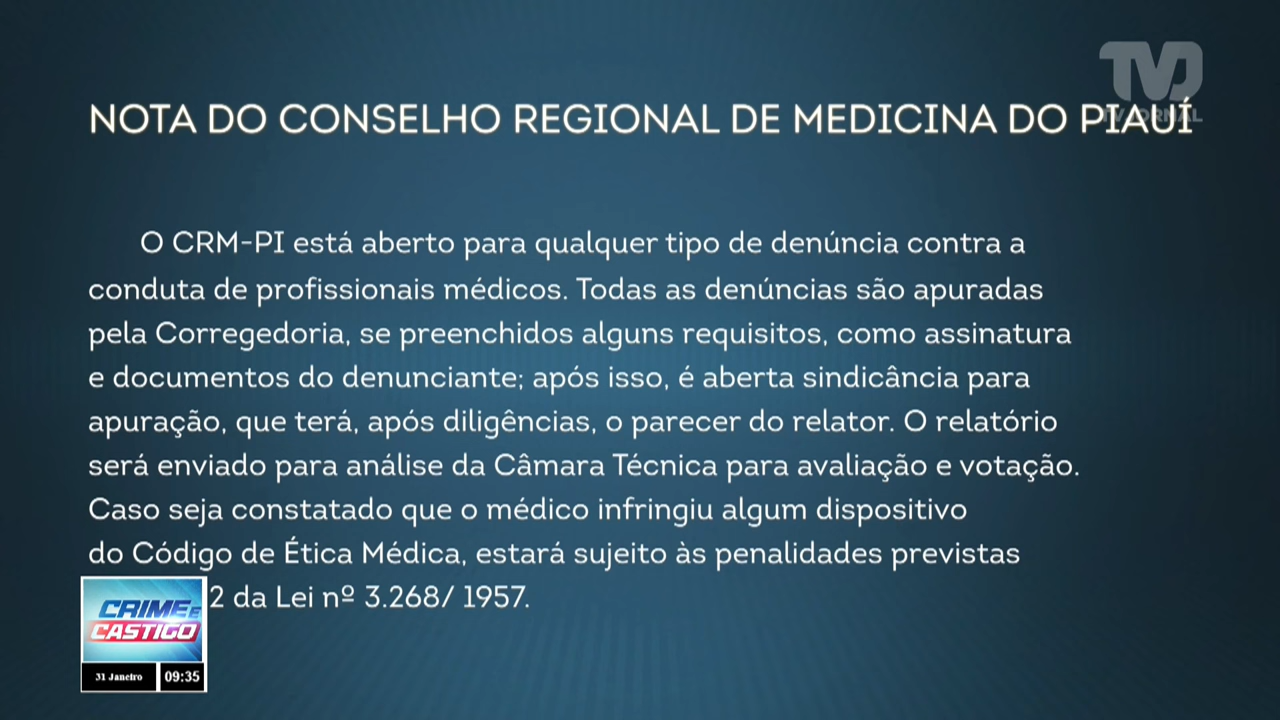 TVJ
TV JORNAL
NOTA DO CONSELHO REGIONAL DE MEDICINA DO PIAUÍ
O CRM-PI está aberto para qualquer tipo de denúncia contra a
conduta de profissionais médicos. Todas as denúncias são apuradas
pela Corregedoria, se preenchidos alguns requisitos, como assinatura
e documentos do denunciante; após isso, é aberta sindicância para
apuração, que terá, após diligências, o parecer do relator. O relatório
será enviado para análise da Câmara Técnica para avaliação e votação.
Caso seja constatado que o médico infringiu algum dispositivo
do Código de Ética Médica, estará sujeito às penalidades previstas
2 da Lei nº 3.268/ 1957.
CRIME E
CASTIGO
31 Janeiro 09:35